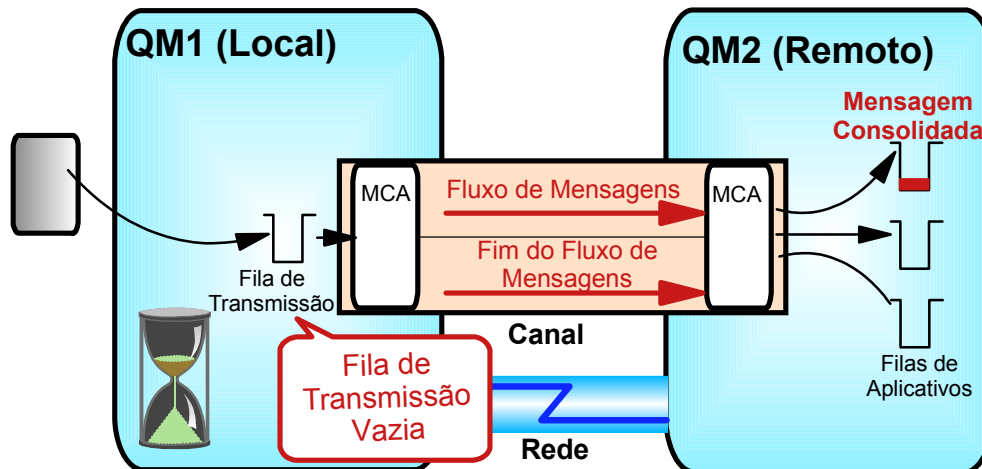 QM1 (Local)
QM2 (Remoto)
Mensagem
Consolidada
MCA
Fluxo de Mensagens
MCA
Fim do Fluxo de
Mensagens
Fila de
Transmissão
Canal
Fila de
Transmissão
Vazia
Filas de
Aplicativos
Rede